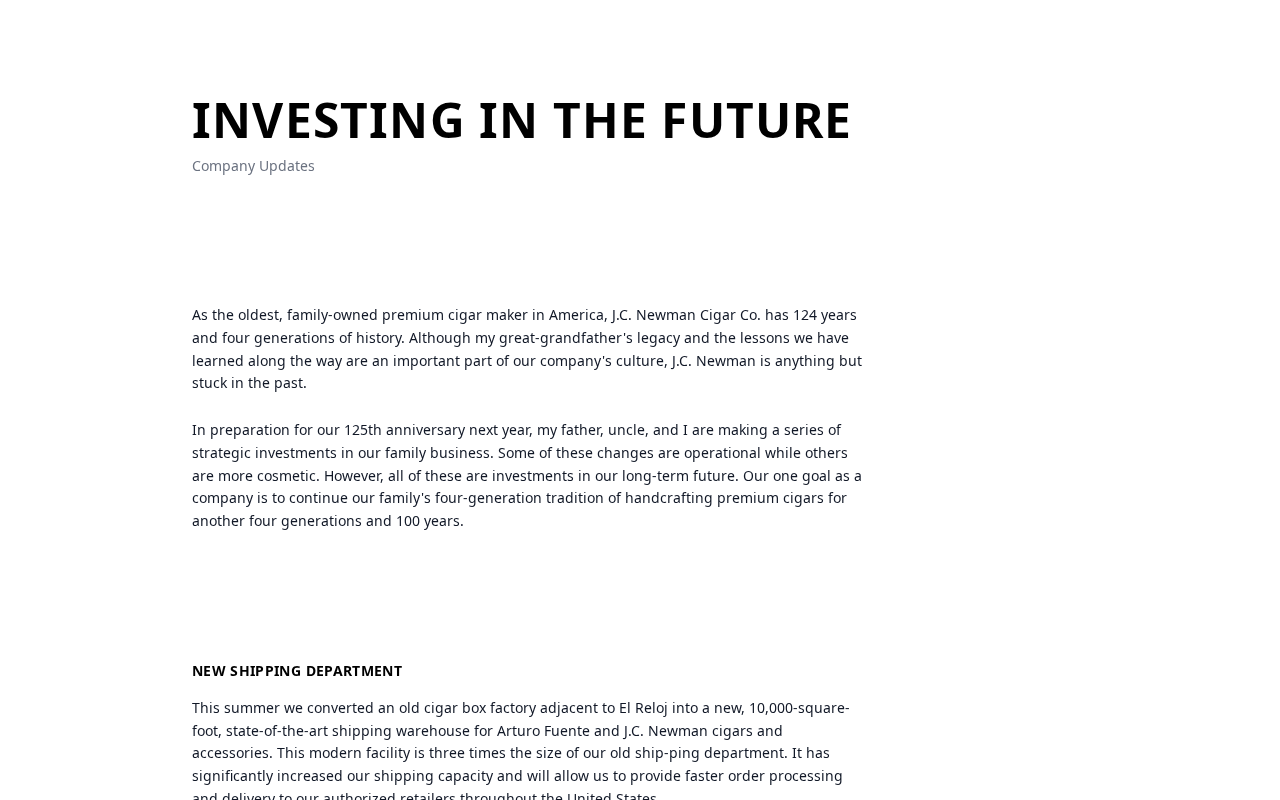 INVESTING IN THE FUTURE
Company Updates
As the oldest, family-owned premium cigar maker in America, J.C. Newman Cigar Co. has 124 years
and four generations of history. Although my great-grandfather's legacy and the lessons we have
learned along the way are an important part of our company's culture, J.C. Newman is anything but
stuck in the past.
In preparation for our 125th anniversary next year, my father, uncle, and I are making a series of
strategic investments in our family business. Some of these changes are operational while others
are more cosmetic. However, all of these are investments in our long-term future. Our one goal as a
company is to continue our family's four-generation tradition of handcrafting premium cigars for
another four generations and 100 years.
NEW SHIPPING DEPARTMENT
This summer we converted an old cigar box factory adjacent to El Reloj into a new, 10,000-square-
foot, state-of-the-art shipping warehouse for Arturo Fuente and J.C. Newman cigars and
accessories. This modern facility is three times the size of our old ship-ping department. It has
significantly increased our shipping capacity and will allow us to provide faster order processing
and delivery to our authorized retailers throughout the United States.